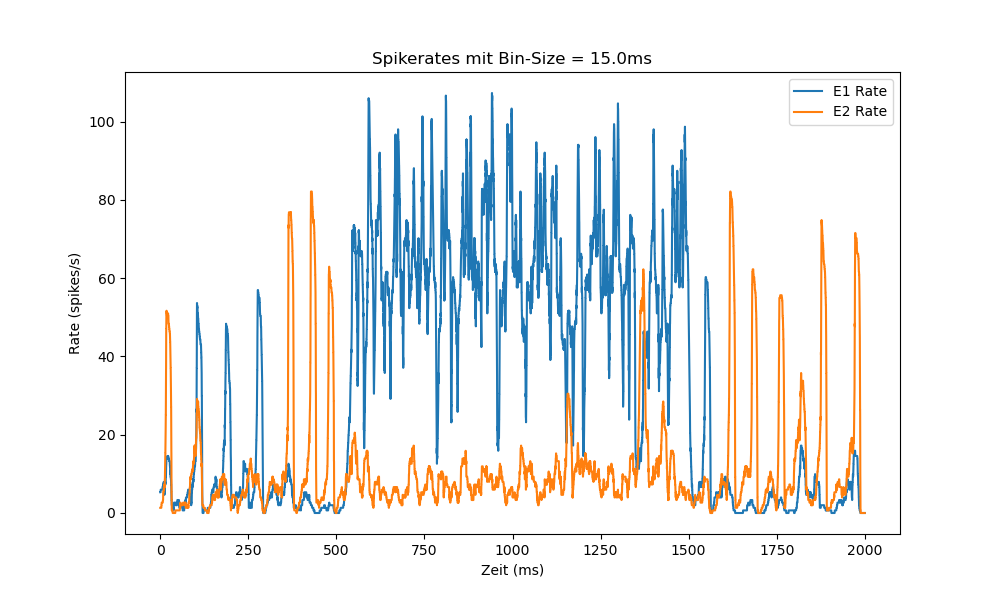 Spikerates mit Bin-Size = 15.0ms
E1 Rate
E2 Rate
Rate (spikes/s)
100
80
60
40
20
0
0 250 500 750 1000 1250 1500 1750 2000
Zeit (ms)